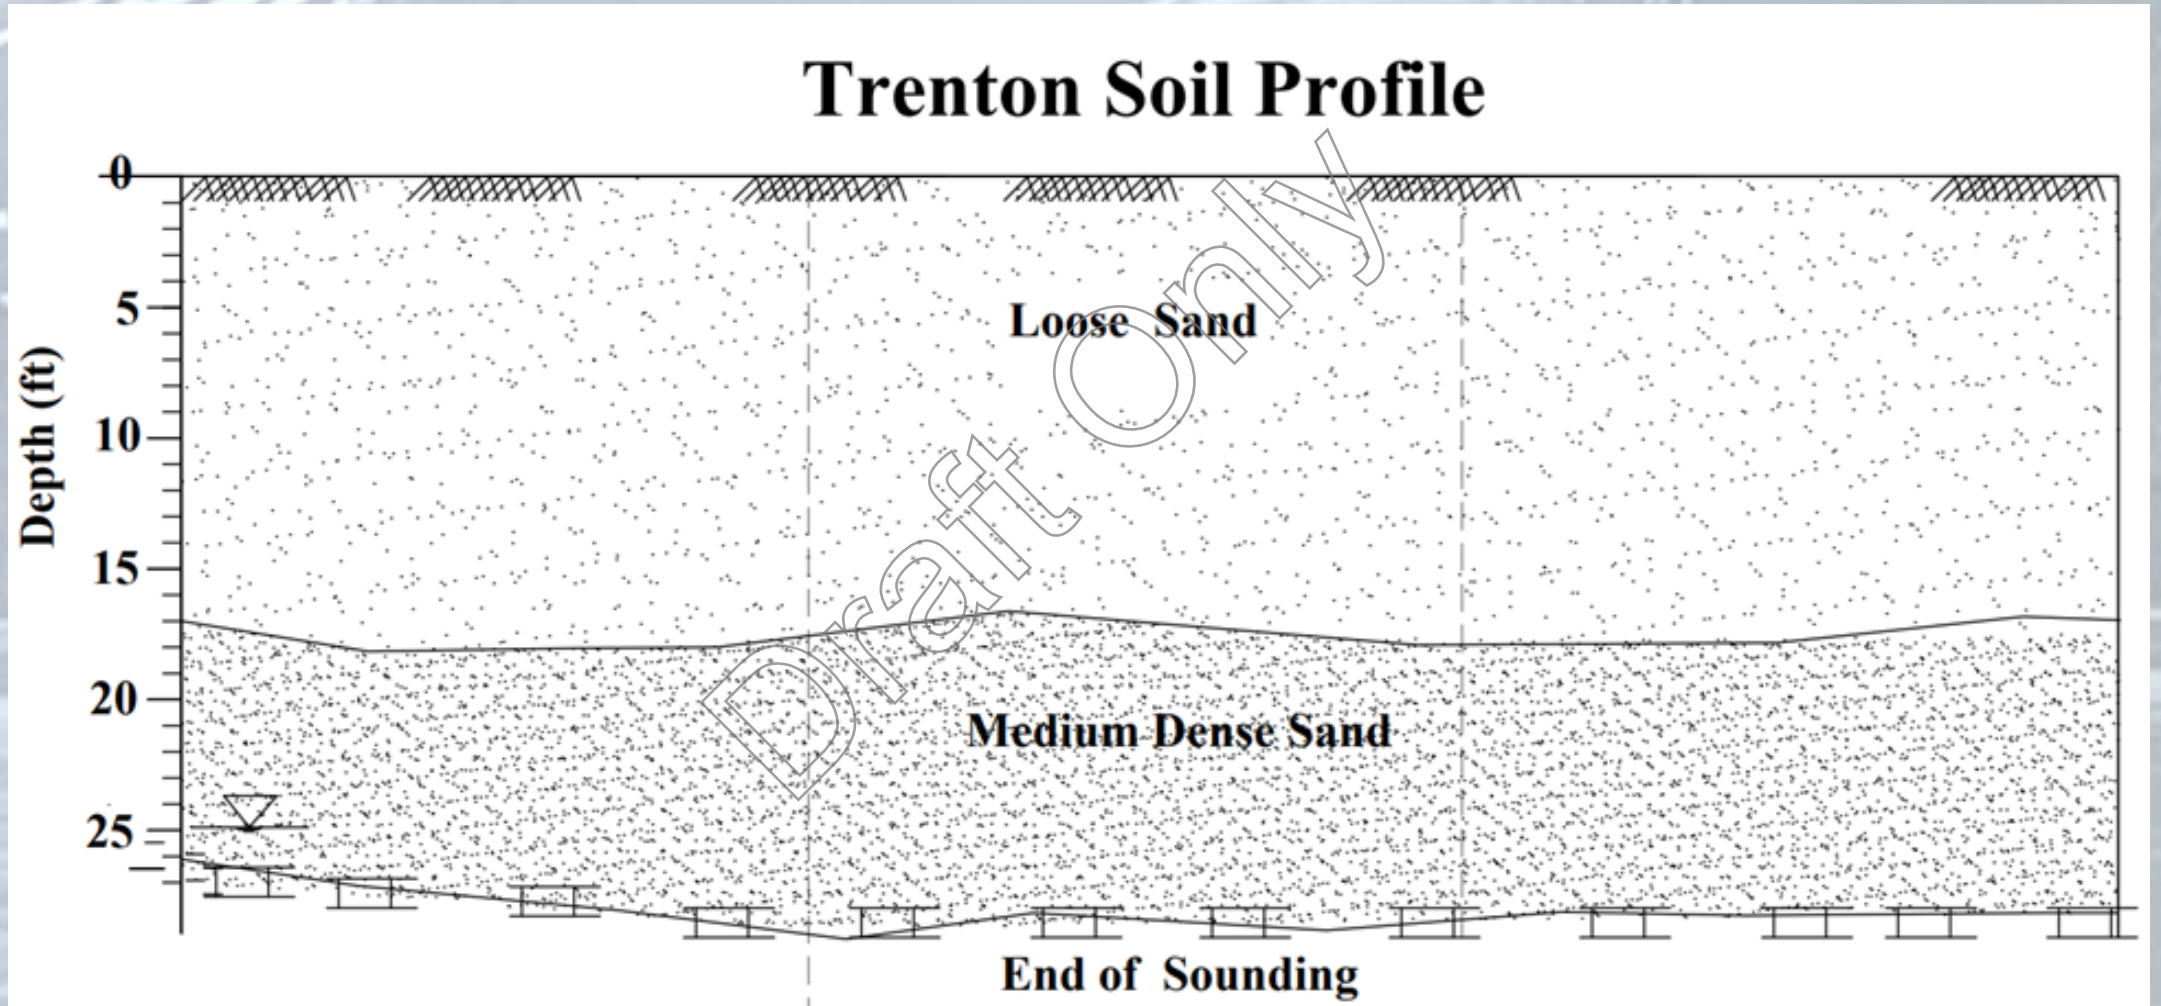 Trenton Soil Profile
0
5
10
15
20
25
Depth (ft)
Loose Sand
Draft Only
Medium Dense Sand
End of Sounding